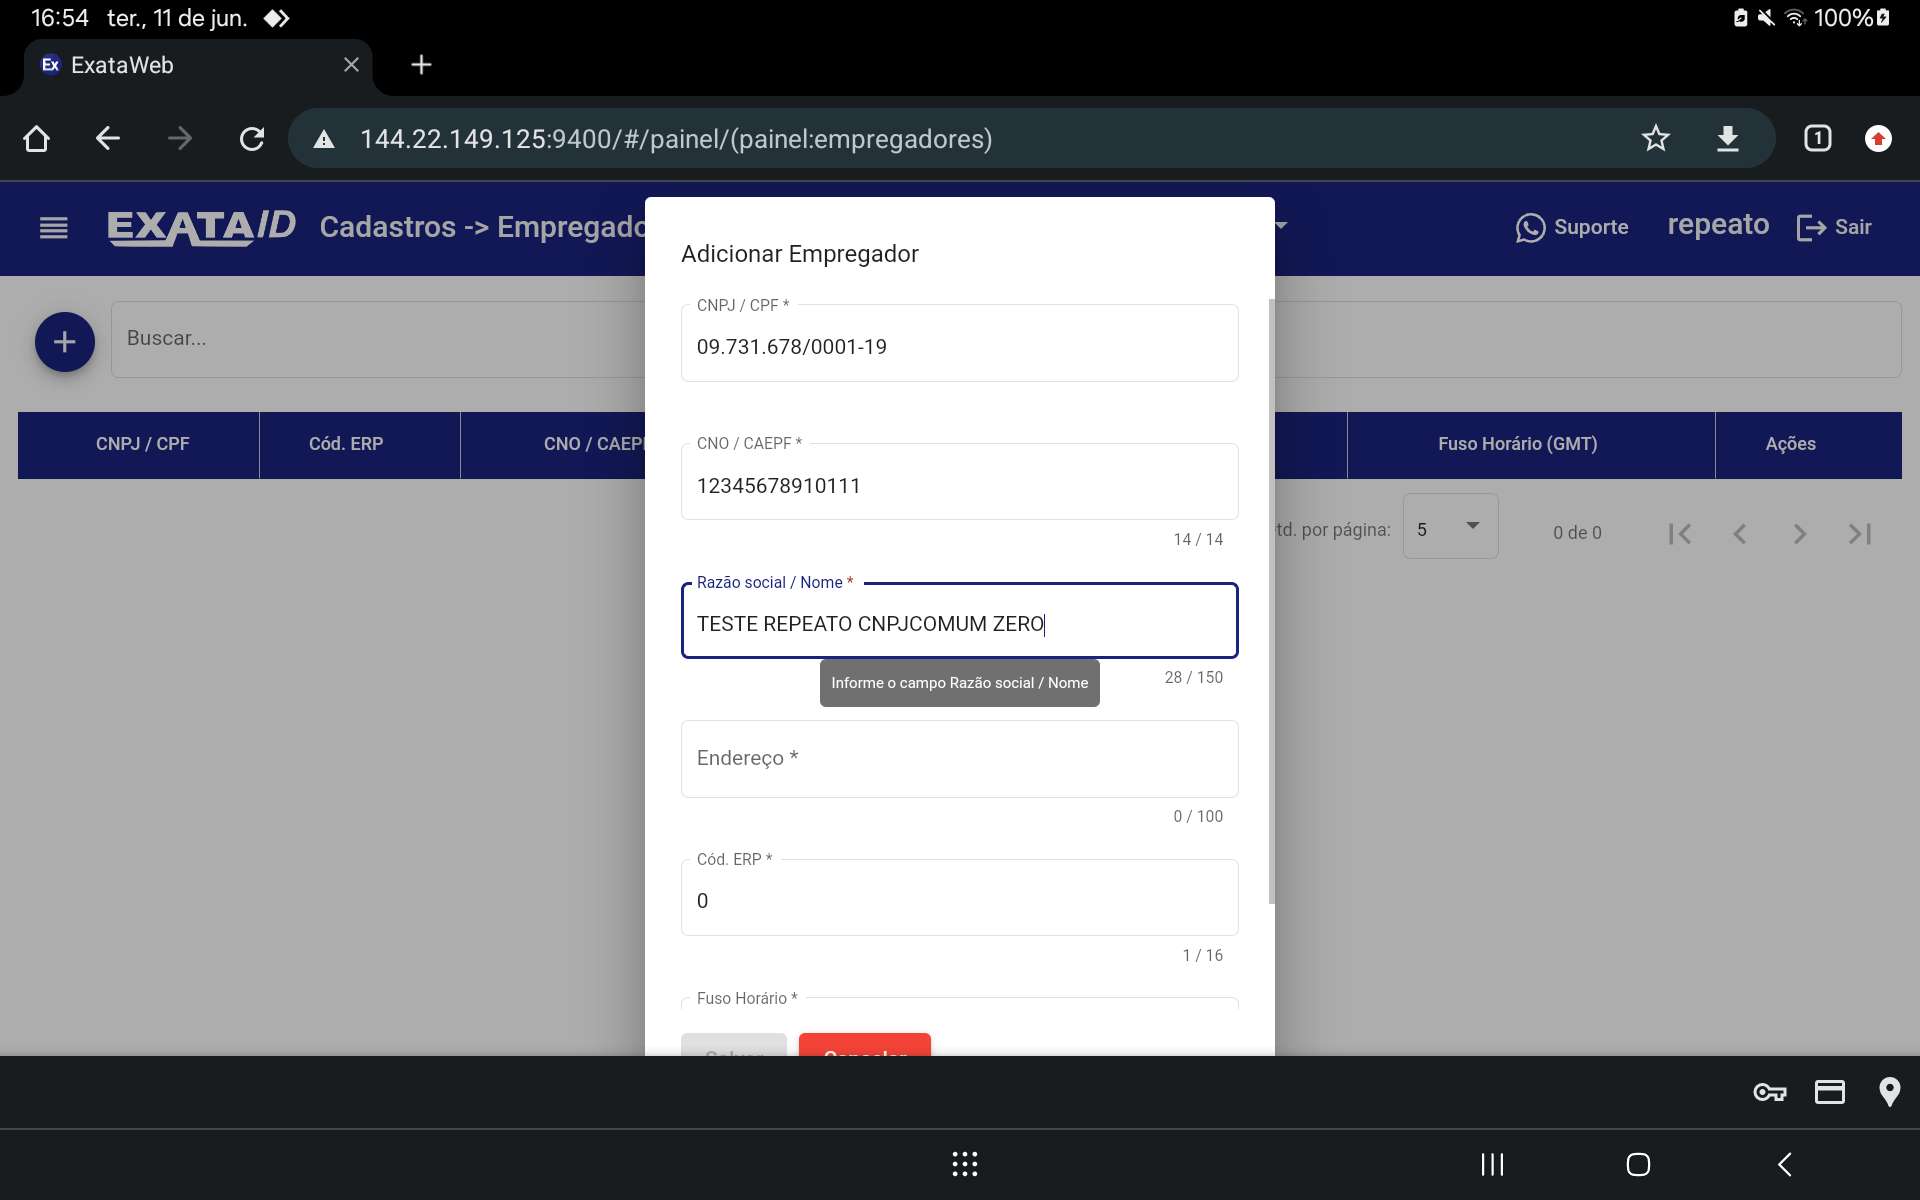 16:54 ter., 11 de jun. 100%
Ex ExataWeb
144.22.149.125:9400/#/painel/(painel:empregadores) 1
EXATA/D Cadastros -> Empregado Suporte repeato Sair
Adicionar Empregador
CNPJ / CPF *
09.731.678/0001-19
Buscar...
CNPJ / CPF Cód. ERP CNO / CAEPF Fuso Horário (GMT) Ações
CNO / CAEPF *
12345678910111
14 / 14
td. por página: 5 0 de 0
Razão social / Nome *
TESTE REPEATO CNPJCOMUM ZERO
28 / 150
Informe o campo Razão social / Nome
Endereço *
0 / 100
Cód. ERP *
0
1 / 16
Fuso Horário *
Salvar Cancelar